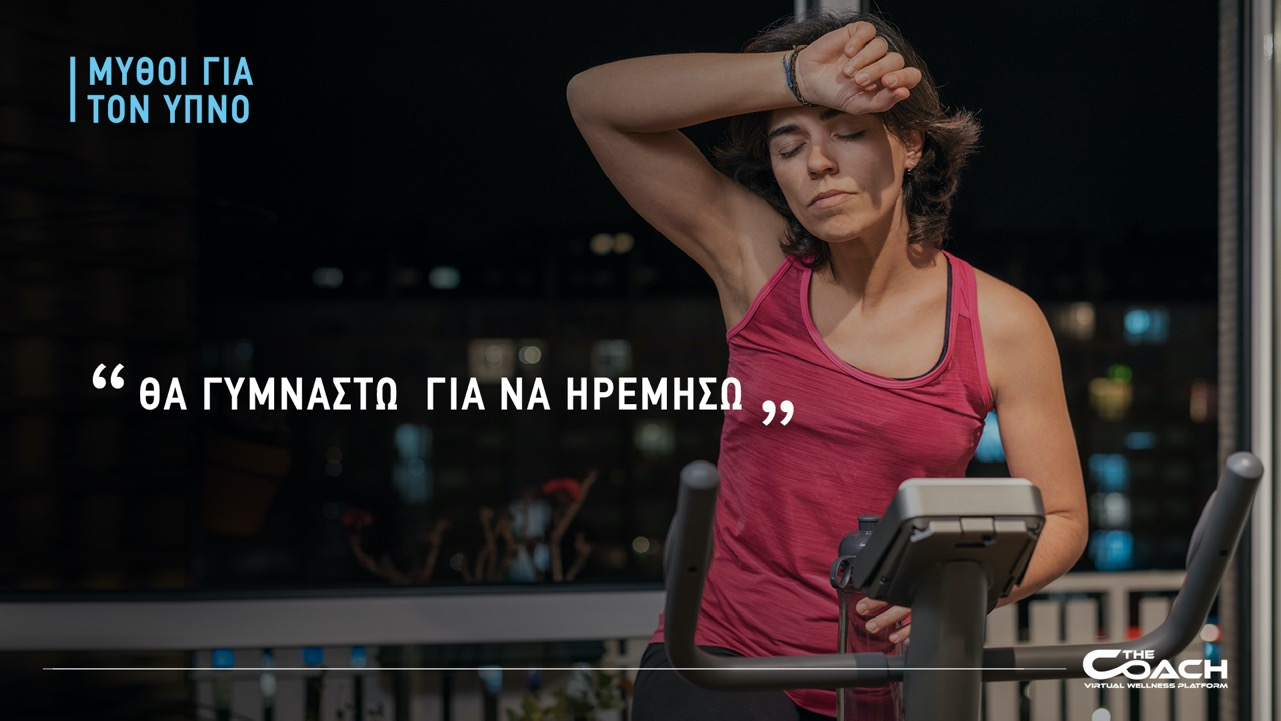 ΜΥΘΟΙ ΓΙΑ
ΤΟΝ ΥΠΝΟ
“ ΘΑ ΓΥΜΝΑΣΤΩ ΓΙΑ ΝΑ ΗΡΕΜΗΣΩ ”
THE
COACH
VIRTUAL WELLNESS PLATFORM